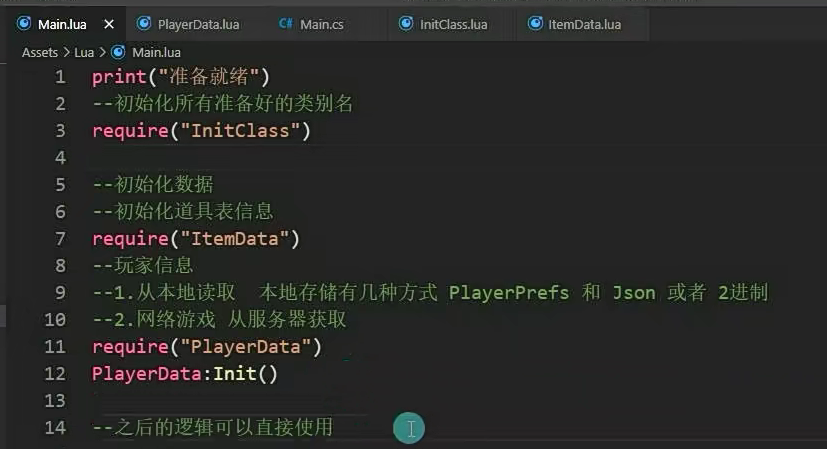 Main.lua × PlayerData.lua C# Main.cs InitClass.lua ItemData.lua
Assets > Lua > Main.lua
1 print("准备就绪")
2 --初始化所有准备好的类别名
3 require("InitClass")
4
5 --初始化数据
6 --初始化道具表信息
7 require("ItemData")
8 --玩家信息
9 --1.从本地读取 本地存储有几种方式 PlayerPrefs 和 Json 或者 2进制
10 --2.网络游戏 从服务器获取
11 require("PlayerData")
12 PlayerData:Init()
13
14 --之后的逻辑可以直接使用